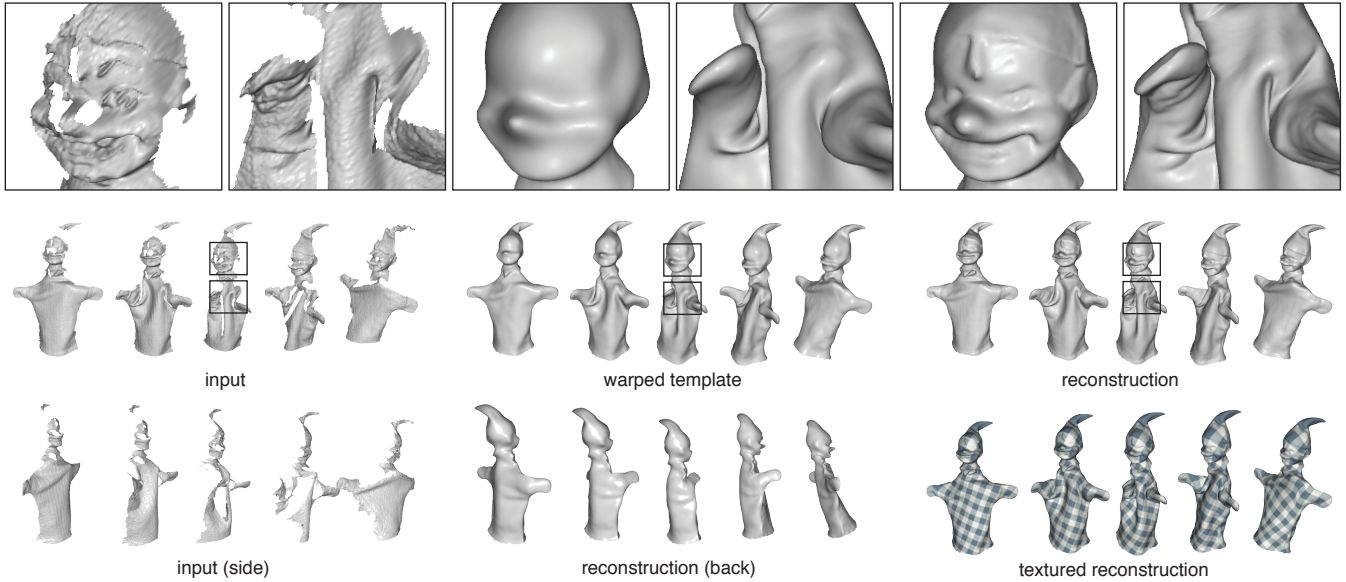 input
warped template
reconstruction
input (side)
reconstruction (back)
textured reconstruction